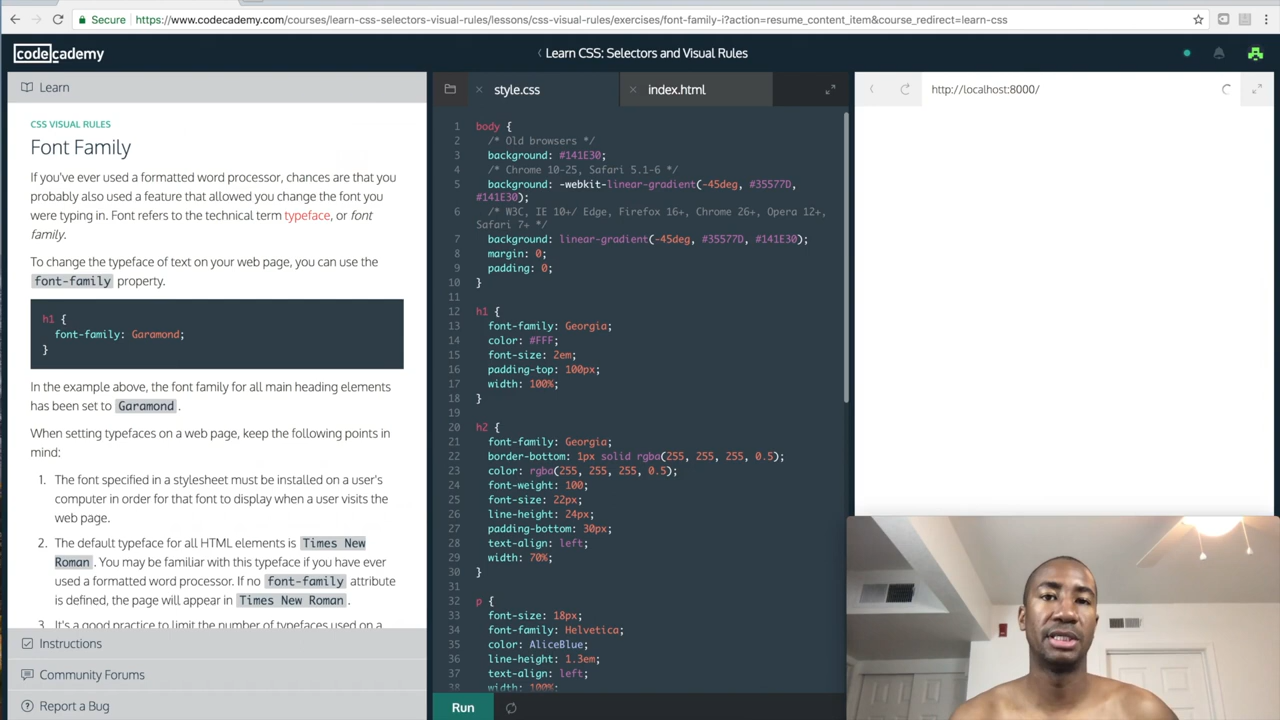 Secure
https://www.codecademy.com/courses/learn-css-selectors-visual-rules/lessons/css-visual-rules/exercises/font-family-i?action=resume_content_item&course_redirect=learn-css
codecademy
Learn CSS: Selectors and Visual Rules
Learn
CSS VISUAL RULES
Font Family
If you've ever used a formatted word processor, chances are that you
probably also used a feature that allowed you change the font you
were typing in. Font refers to the technical term typeface, or font
family.
To change the typeface of text on your web page, you can use the
font-family property.
h1 {
font-family: Garamond;
}
In the example above, the font family for all main heading elements
has been set to Garamond.
When setting typefaces on a web page, keep the following points in
mind:
1. The font specified in a stylesheet must be installed on a user's
computer in order for that font to display when a user visits the
web page.
2. The default typeface for all HTML elements is Times New
Roman. You may be familiar with this typeface if you have ever
used a formatted word processor. If no font-family attribute
is defined, the page will appear in Times New Roman.
3. It's a good practice to limit the number of typefaces used on a
Instructions
Community Forums
Report a Bug
style.css
index.html
1 body {
2 /* Old browsers */
3 background: #141E30;
4 /* Chrome 10-25, Safari 5.1-6 */
5 background: -webkit-linear-gradient(-45deg, #35577D,
#141E30);
6 /* W3C, IE 10+/ Edge, Firefox 16+, Chrome 26+, Opera 12+,
Safari 7+ */
7 background: linear-gradient(-45deg, #35577D, #141E30);
8 margin: 0;
9 padding: 0;
10 }
11
12 h1 {
13 font-family: Georgia;
14 color: #FFF;
15 font-size: 2em;
16 padding-top: 100px;
17 width: 100%;
18 }
19
20 h2 {
21 font-family: Georgia;
22 border-bottom: 1px solid rgba(255, 255, 255, 0.5);
23 color: rgba(255, 255, 255, 0.5);
24 font-weight: 100;
25 font-size: 22px;
26 line-height: 24px;
27 padding-bottom: 30px;
28 text-align: left;
29 width: 70%;
30 }
31
32 p {
33 font-size: 18px;
34 font-family: Helvetica;
35 color: AliceBlue;
36 line-height: 1.3em;
37 text-align: left;
38 width: 100%;
Run
http://localhost:8000/